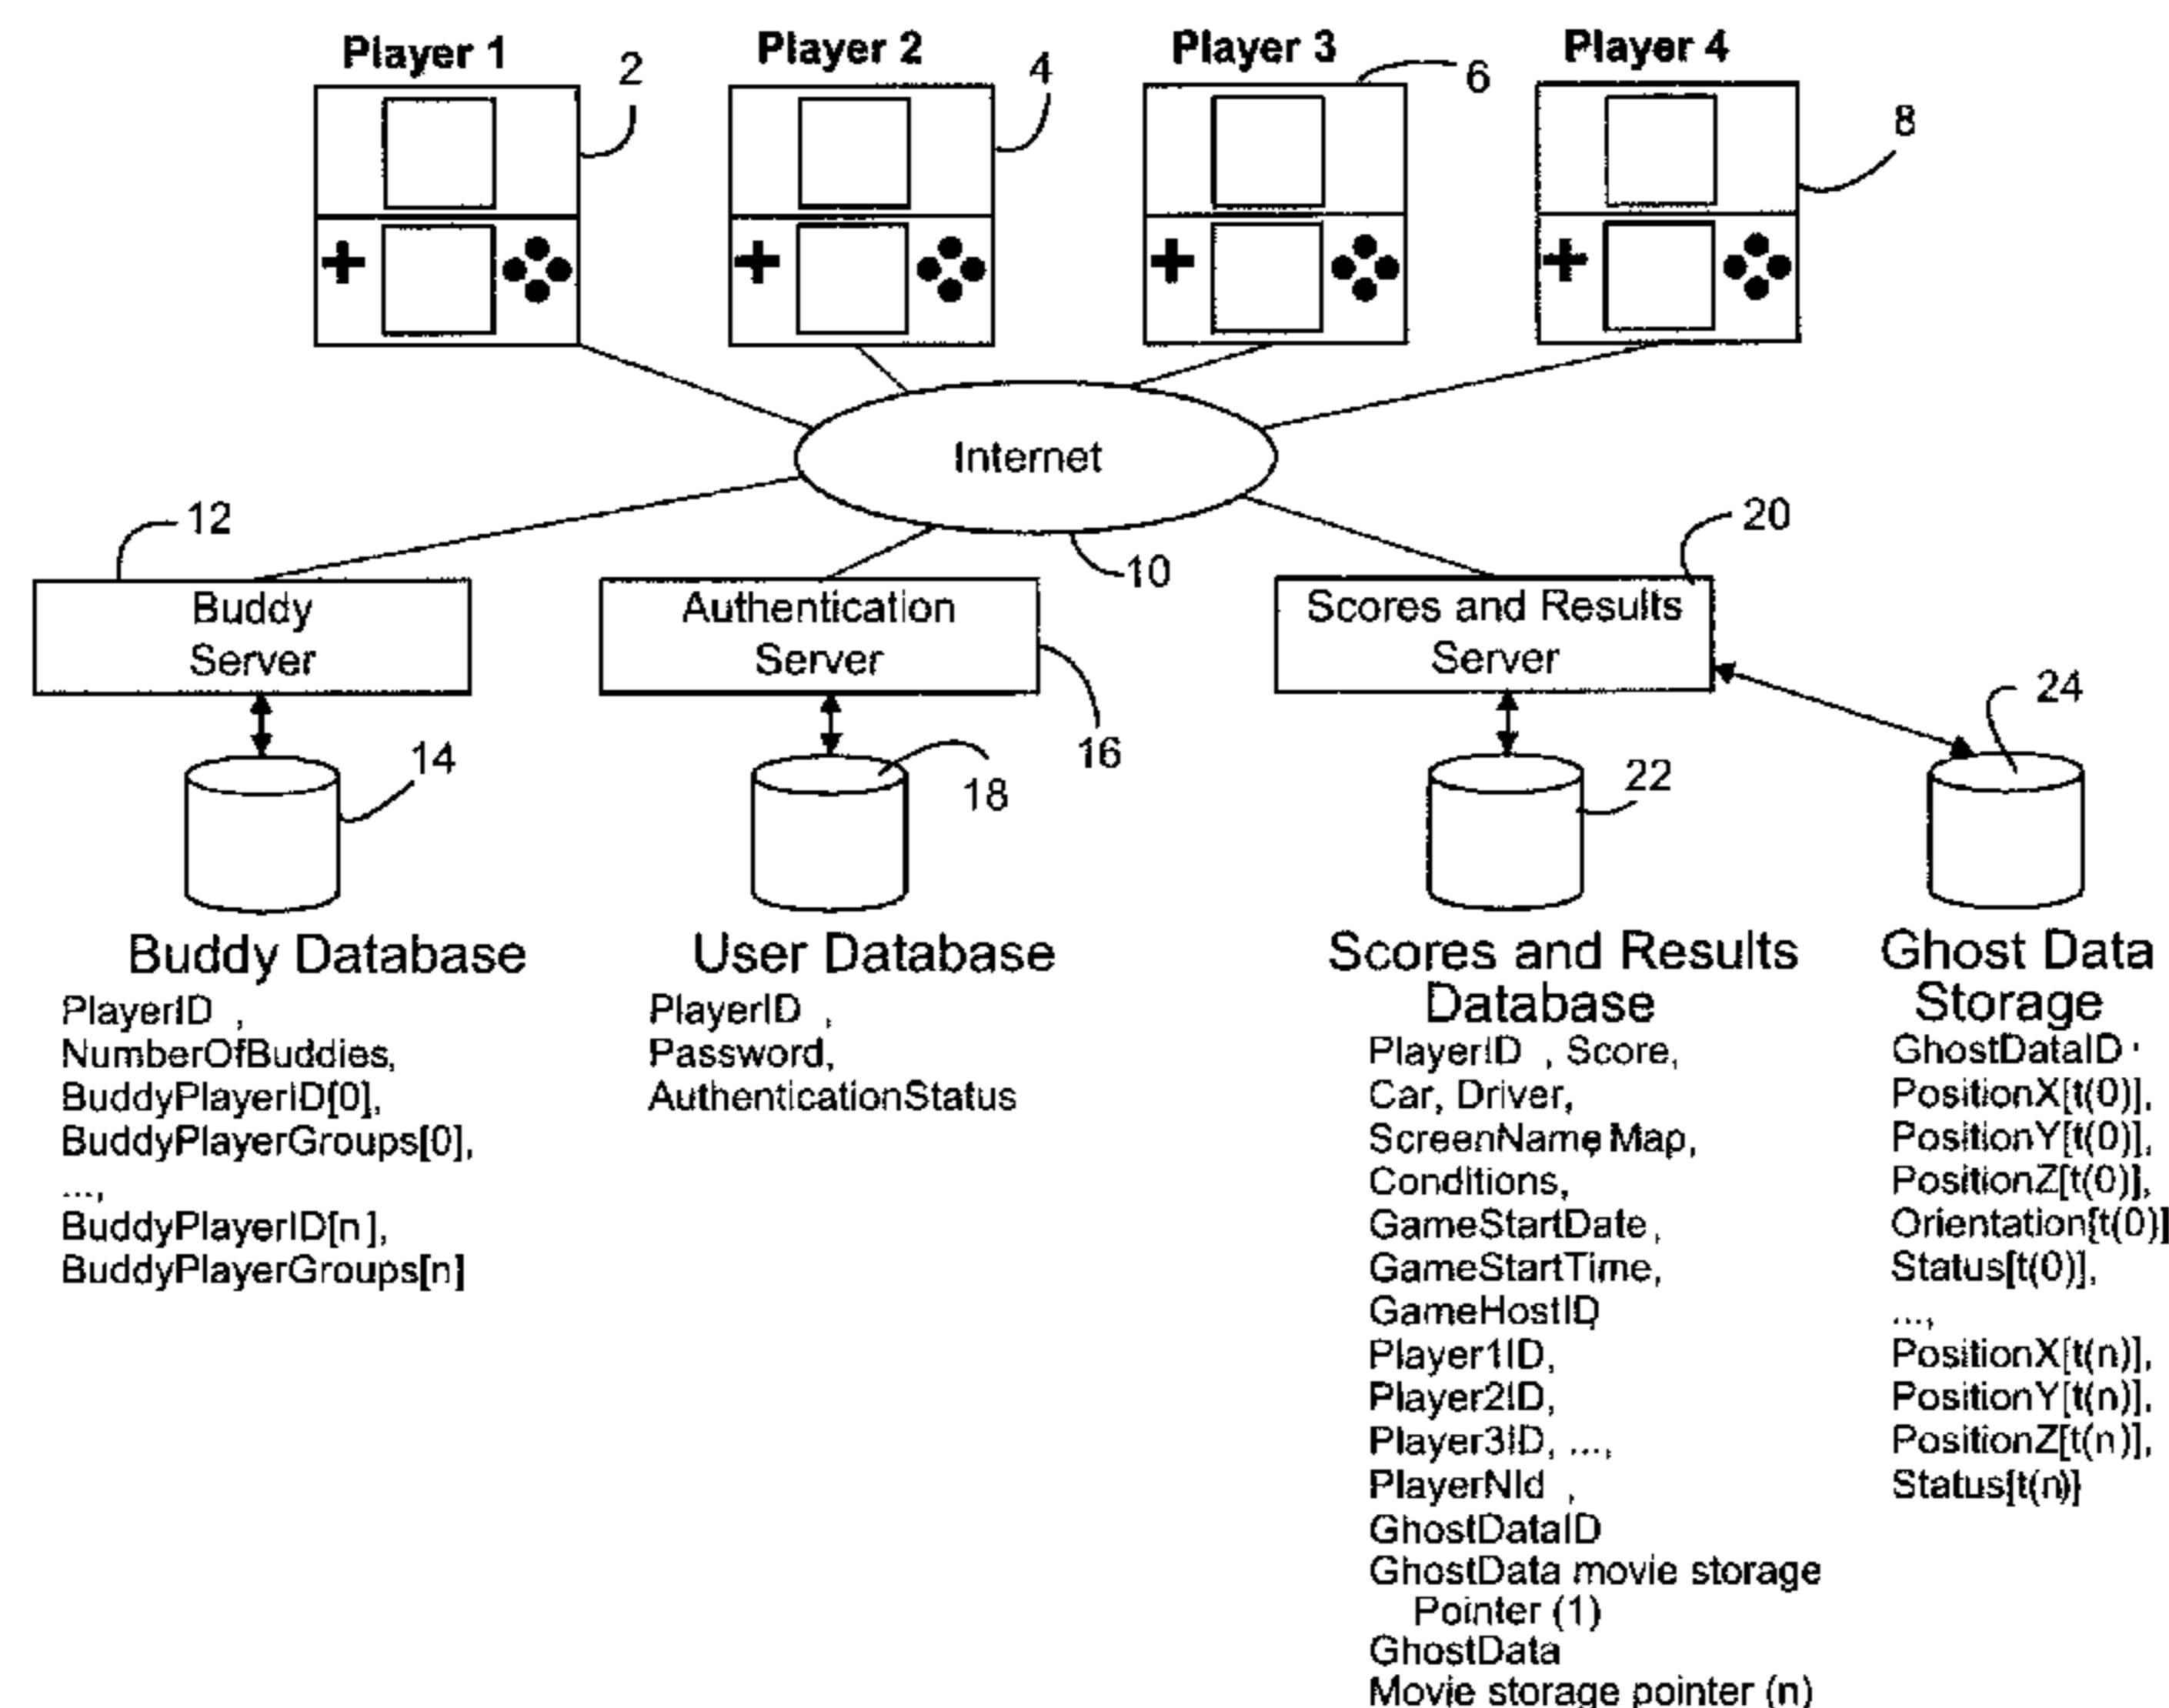 Player 1
Player 2
Player 3
Player 4
2
4
6
8
Internet
10
12
20
Buddy
Server
Authentication
Server
Scores and Results
Server
14
16
18
22
24
Buddy Database
PlayerID ,
NumberOfBuddies,
BuddyPlayerID[0],
BuddyPlayerGroups[0],
...,
BuddyPlayerID[n],
BuddyPlayerGroups[n]
User Database
PlayerID ,
Password,
AuthenticationStatus
Scores and Results
Database
PlayerID , Score,
Car, Driver,
ScreenName, Map,
Conditions,
GameStartDate,
GameStartTime,
GameHostID
Player1ID,
Player2ID,
Player3ID, ...,
PlayerNId ,
GhostDataID
GhostData movie storage
Pointer (1)
GhostData
Movie storage pointer (n)
Ghost Data
Storage
GhostDataID
PositionX[t(0)],
PositionY[t(0)],
PositionZ[t(0)],
Orientation[t(0)]
Status[t(0)],
...,
PositionX[t(n)],
PositionY[t(n)],
PositionZ[t(n)],
Status[t(n)]